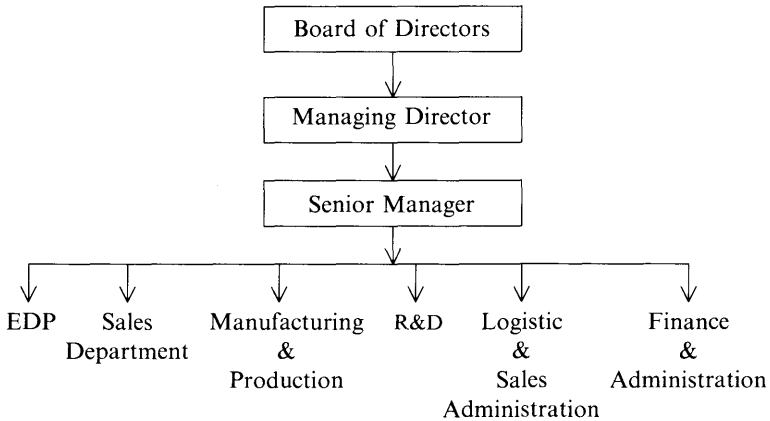 Board of Directors
Managing Director
Senior Manager
EDP
Sales
Department
Manufacturing
&
Production
R&D
Logistic
&
Sales
Administration
Finance
&
Administration